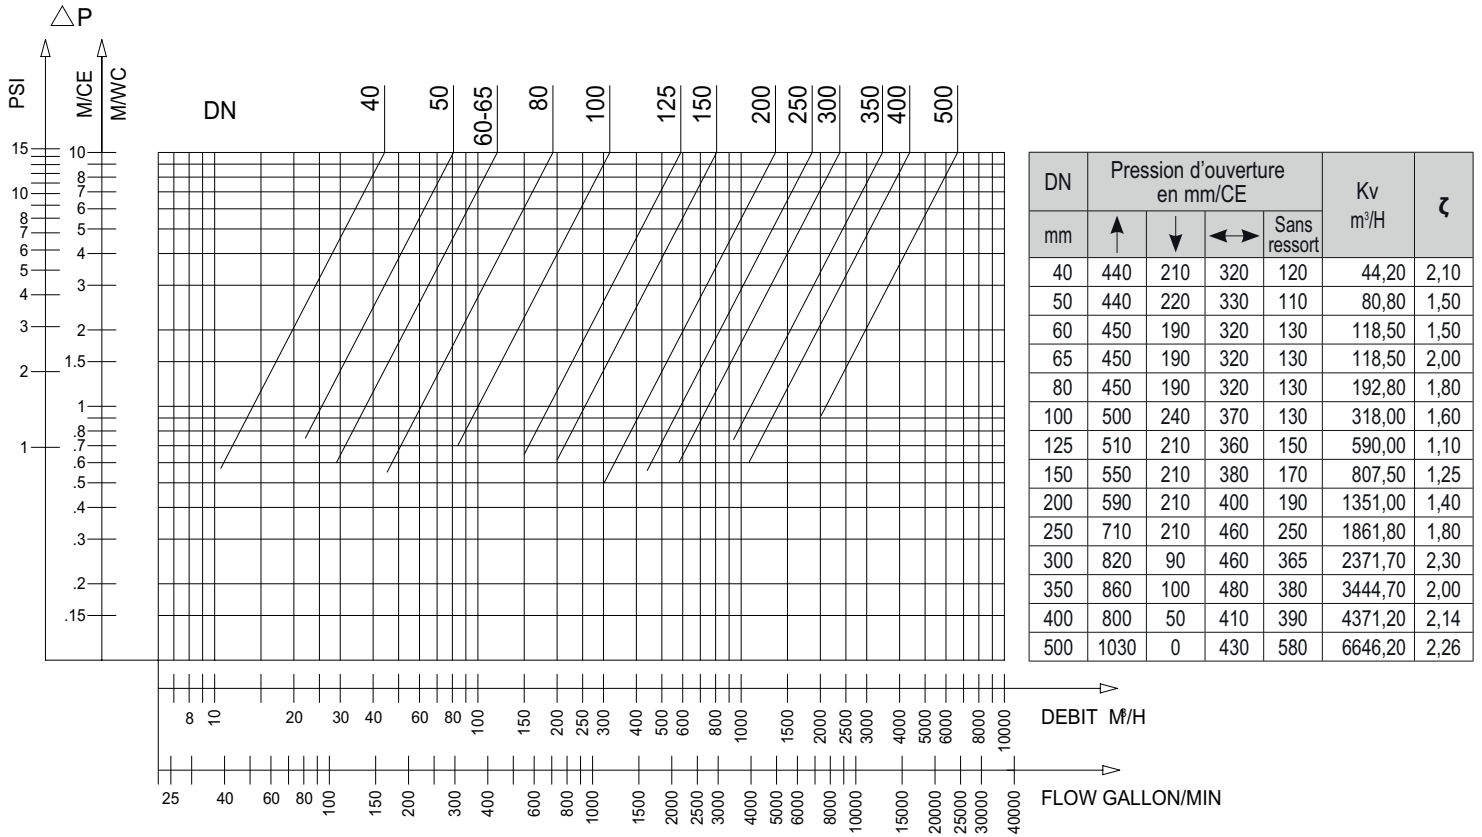 △P
PSI
M/CE
M/WC
DN
40
50
60-65
80
100
125
150
200
250
300
350
400
500
15
10
8
7
6
5
4
3
2
1
10
8
7
6
5
4
3
2
1.5
1
.8
.7
.6
.5
.4
.3
.2
.15
8 10 20 30 40 60 80 100 150 200 250 300 400 500 600 800 1000 1500 2000 2500 3000 4000 5000 6000 8000 10000
DEBIT M³/H
25 40 60 80 100 150 200 300 400 600 800 1000 1500 2000 2500 3000 4000 5000 6000 8000 10000 15000 20000 25000 30000 40000
FLOW GALLON/MIN
DN Pression d'ouverture Kv ζ
en mm/CE m³/H
mm ↑ ↓ ↔ Sans
ressort
40 440 210 320 120 44,20 2,10
50 440 220 330 110 80,80 1,50
60 450 190 320 130 118,50 1,50
65 450 190 320 130 118,50 2,00
80 450 190 320 130 192,80 1,80
100 500 240 370 130 318,00 1,60
125 510 210 360 150 590,00 1,10
150 550 210 380 170 807,50 1,25
200 590 210 400 190 1351,00 1,40
250 710 210 460 250 1861,80 1,80
300 820 90 460 365 2371,70 2,30
350 860 100 480 380 3444,70 2,00
400 800 50 410 390 4371,20 2,14
500 1030 0 430 580 6646,20 2,26